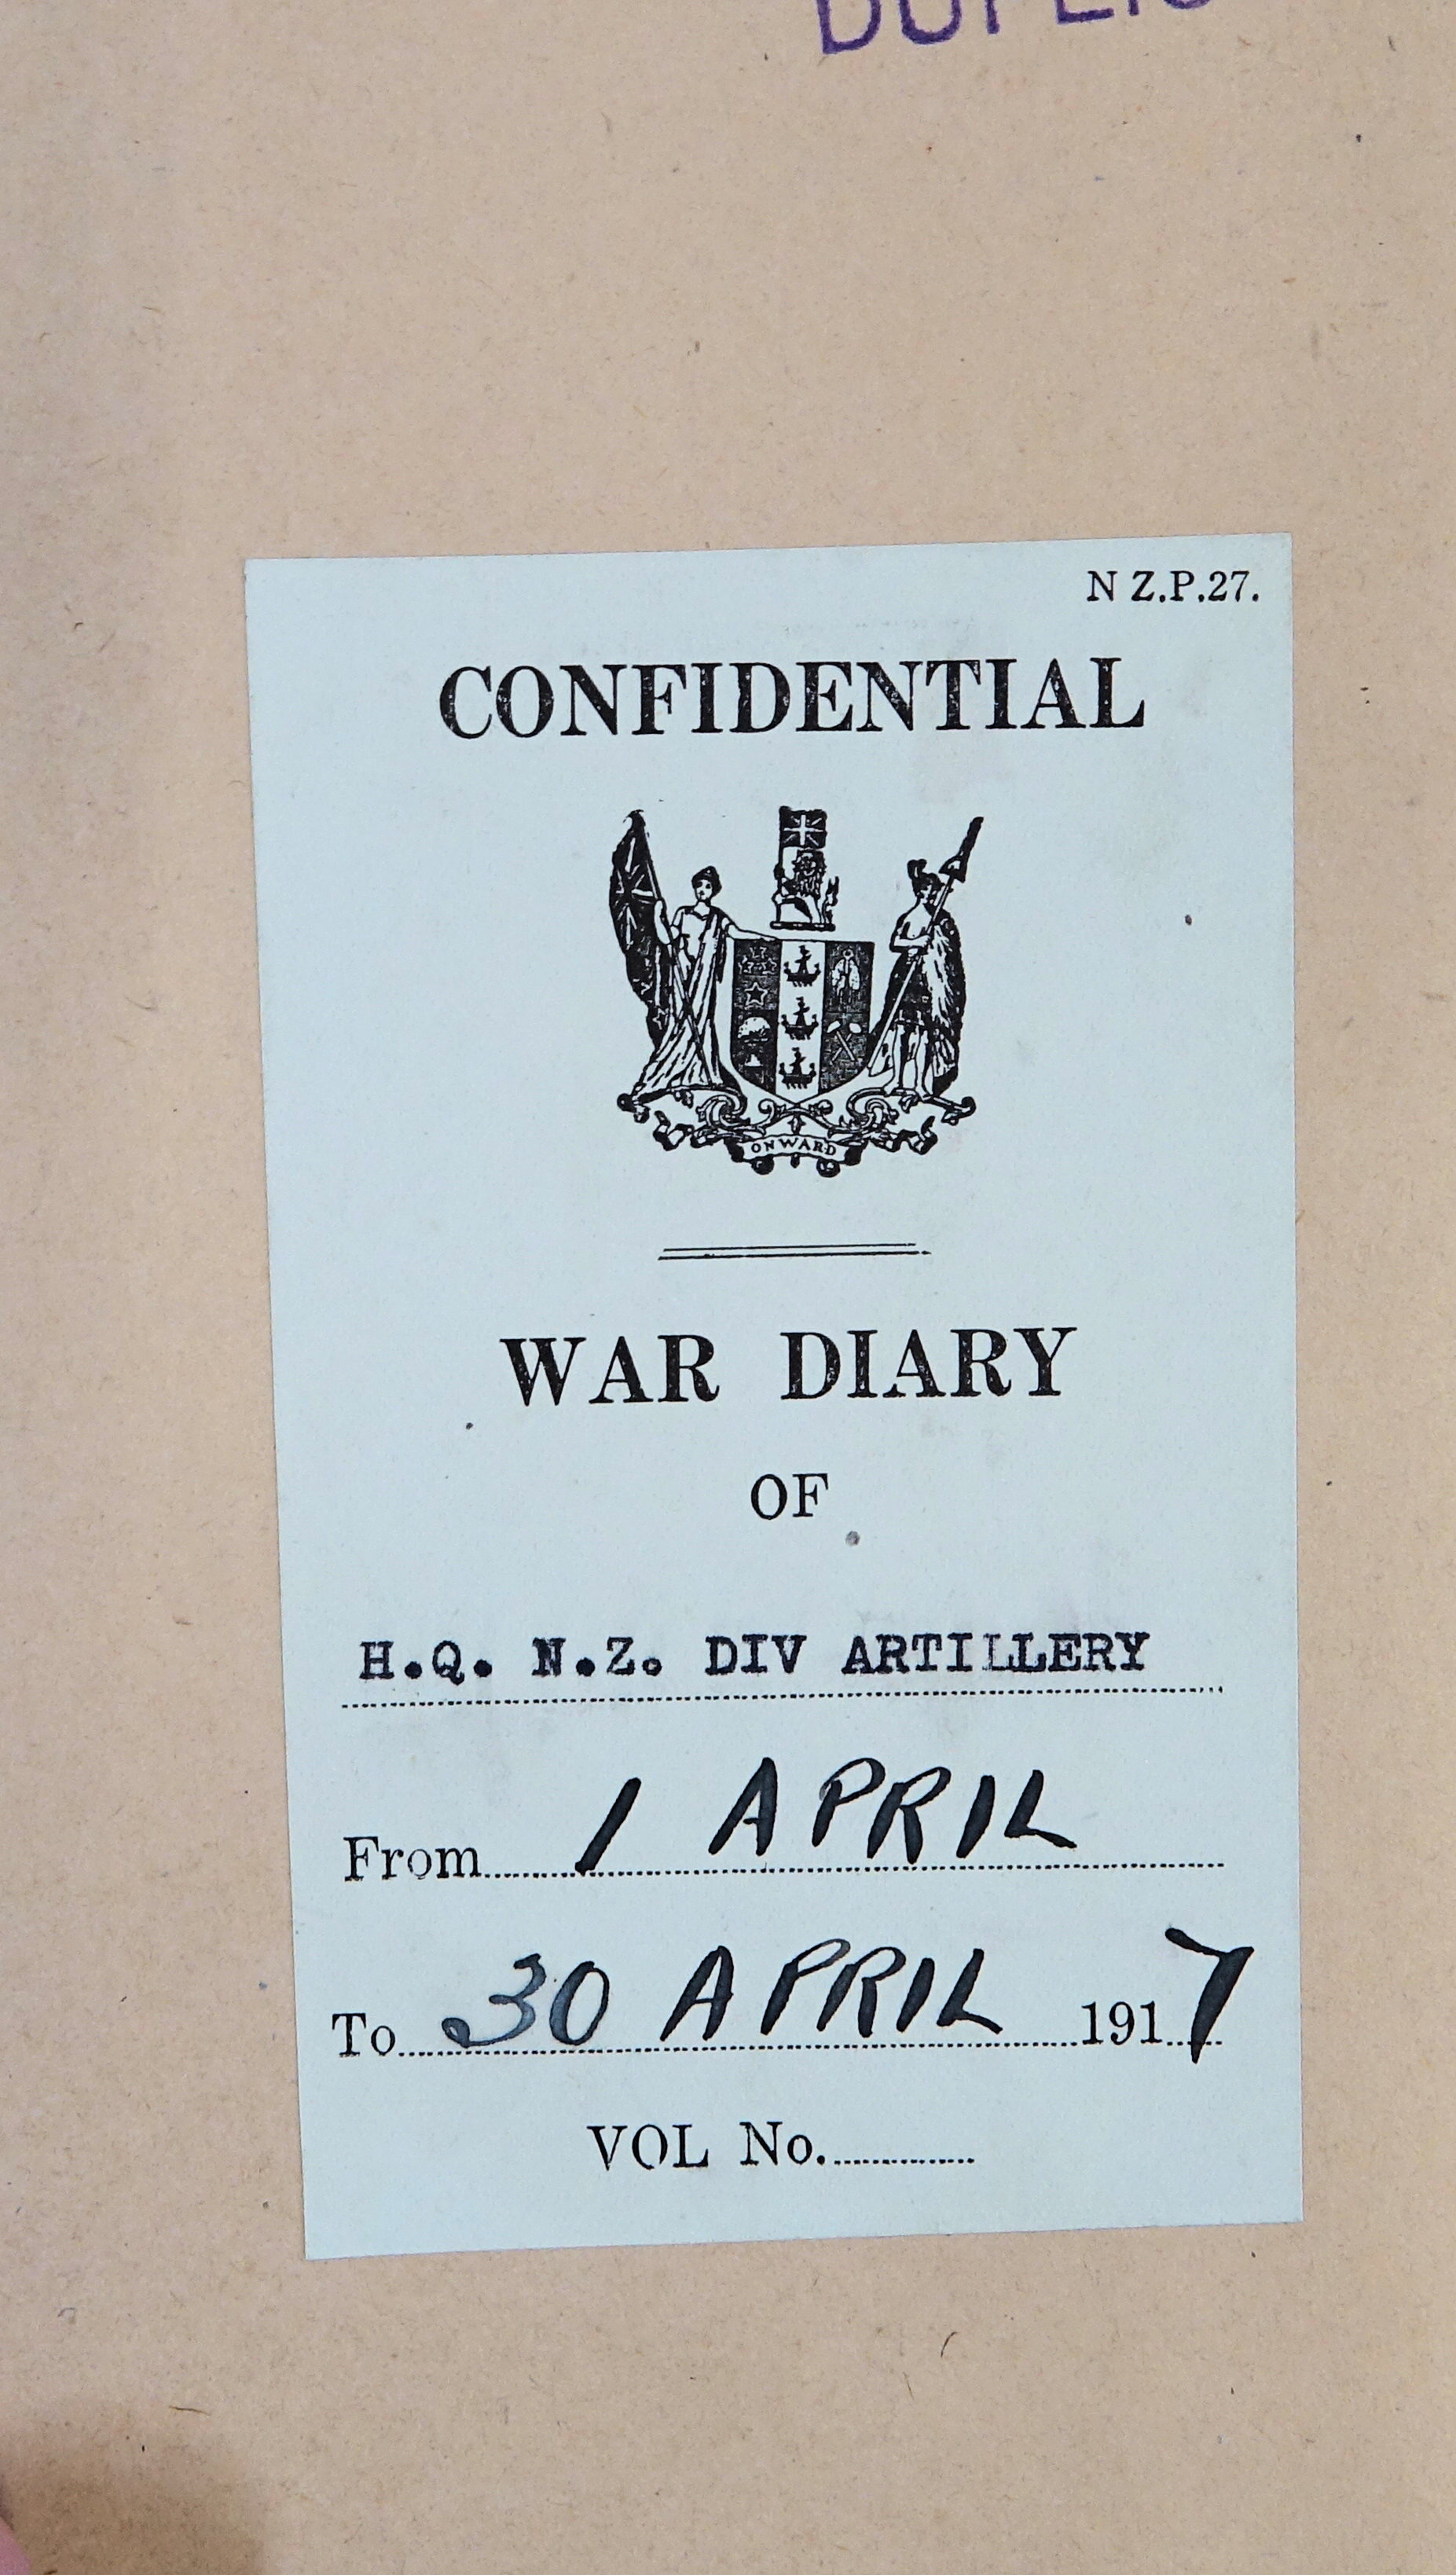 N Z.P.27.
CONFIDENTIAL
ONWARD
WAR DIARY
OF
H.Q. N.Z. DIV ARTILLERY
From 1 APRIL
To 30 APRIL 1917
VOL No.